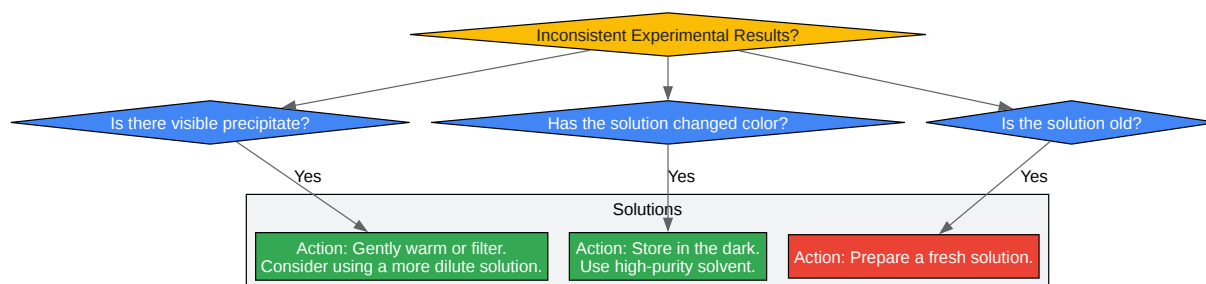 Inconsistent Experimental Results?
Is there visible precipitate?
Has the solution changed color?
Is the solution old?
Yes
Yes
Yes
Solutions
Action: Gently warm or filter.
Consider using a more dilute solution.
Action: Store in the dark.
Use high-purity solvent.
Action: Prepare a fresh solution.